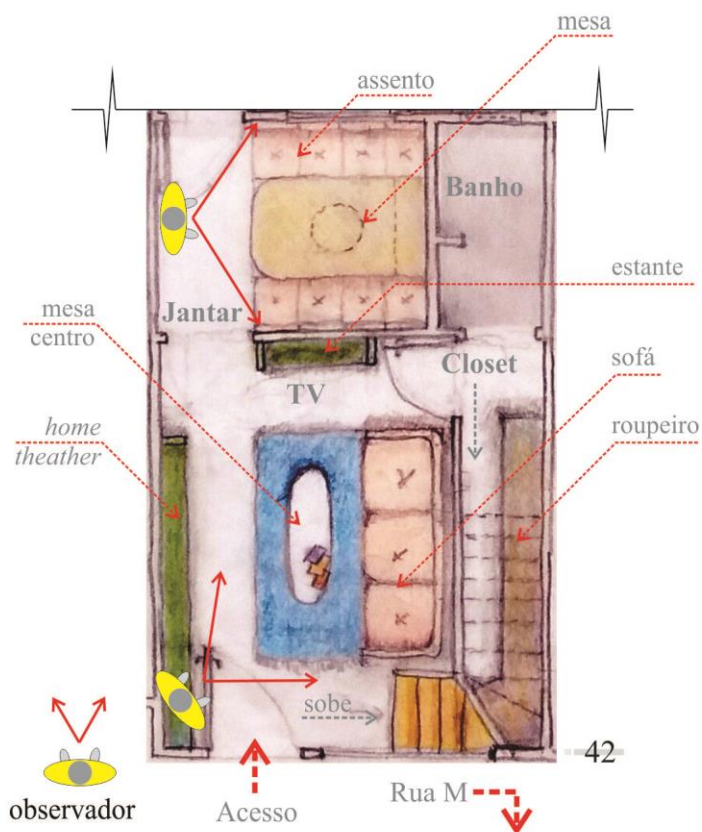 mesa
assento
Banho
estante
Jantar
mesa
centro
TV
Closet
sofá
home
theather
roupeiro
sobe
42
observador
Acesso
Rua M